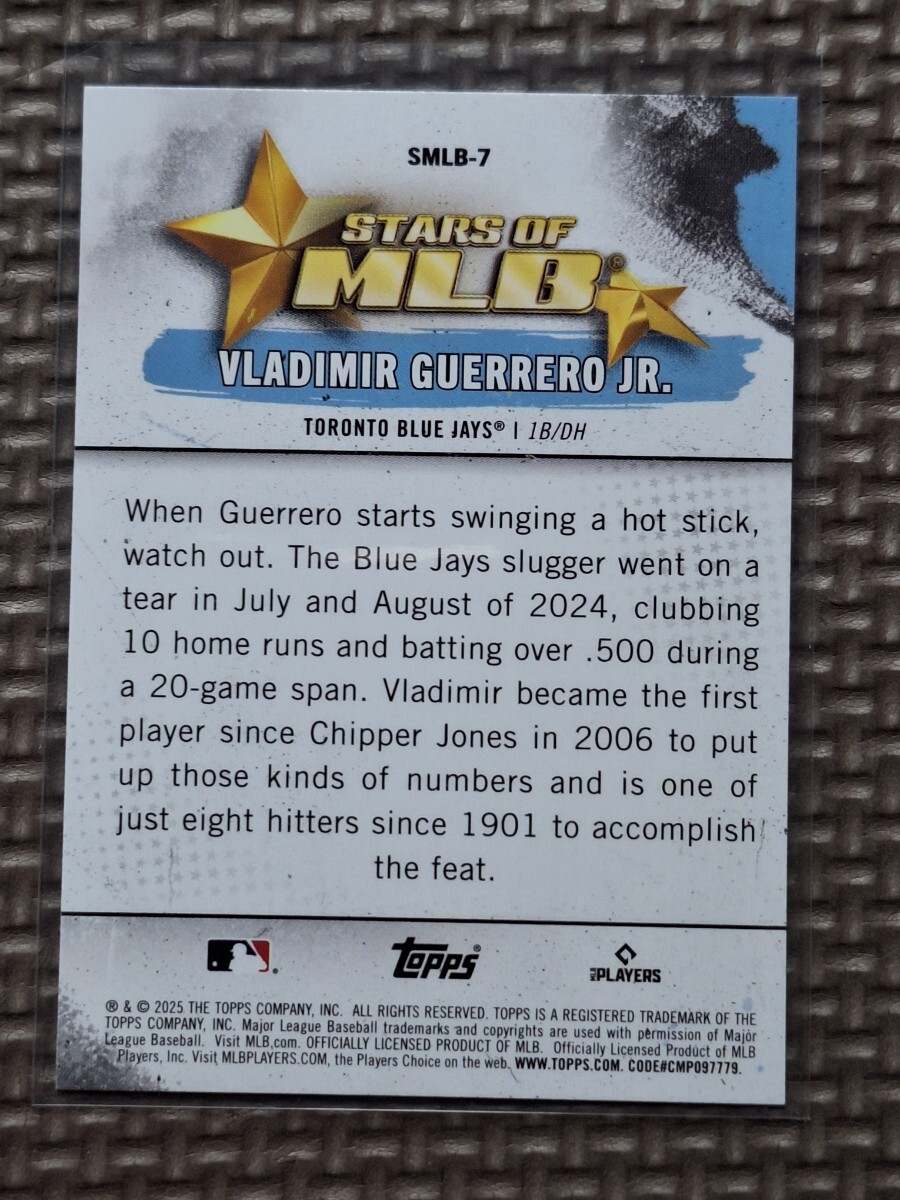 SMLB-7
STARS OF
MLB®
VLADIMIR GUERRERO JR.
TORONTO BLUE JAYS® | 1B/DH
When Guerrero starts swinging a hot stick,
watch out. The Blue Jays slugger went on a
tear in July and August of 2024, clubbing
10 home runs and batting over .500 during
a 20-game span. Vladimir became the first
player since Chipper Jones in 2006 to put
up those kinds of numbers and is one of
just eight hitters since 1901 to accomplish
the feat.
topps®
MLB PLAYERS
® & © 2025 THE TOPPS COMPANY, INC. ALL RIGHTS RESERVED. TOPPS IS A REGISTERED TRADEMARK OF THE
TOPPS COMPANY, INC. Major League Baseball trademarks and copyrights are used with permission of Major
League Baseball. Visit MLB.com. OFFICIALLY LICENSED PRODUCT OF MLB. Officially Licensed Product of MLB
Players, Inc. Visit MLBPLAYERS.COM, the Players Choice on the web. WWW.TOPPS.COM. CODE#CMP097779.